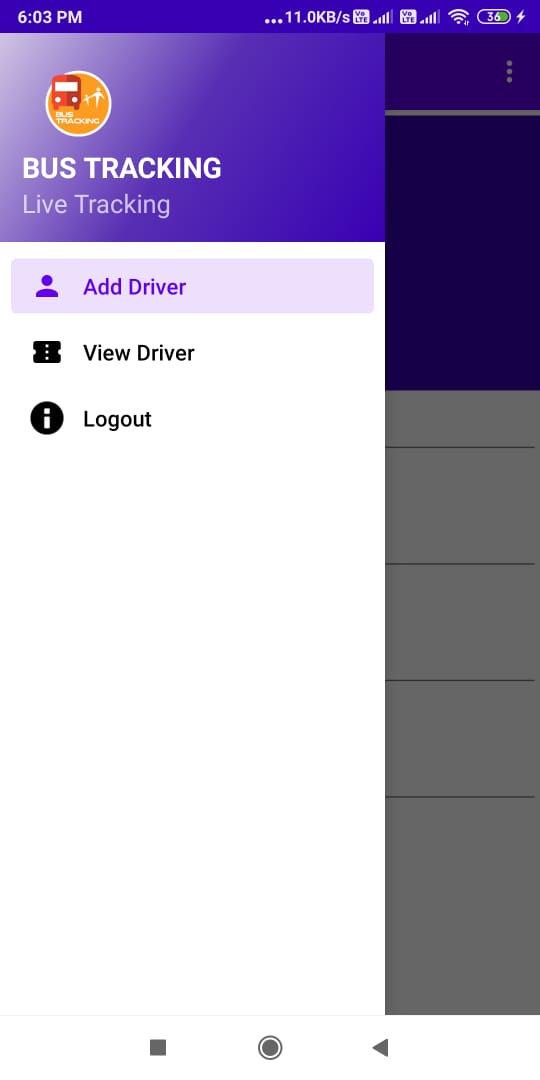 6:03 PM
...11.0KB/s Vo LTE Vo LTE 36
BUS
TRACKING
BUS TRACKING
Live Tracking
Add Driver
View Driver
Logout